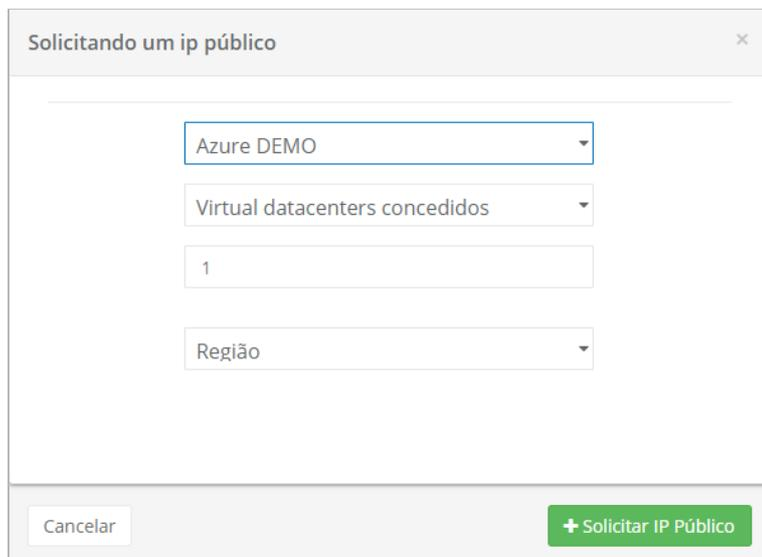 Solicitando um ip público ×
Azure DEMO
Virtual datacenters concedidos
1
Região
Cancelar
+ Solicitar IP Público